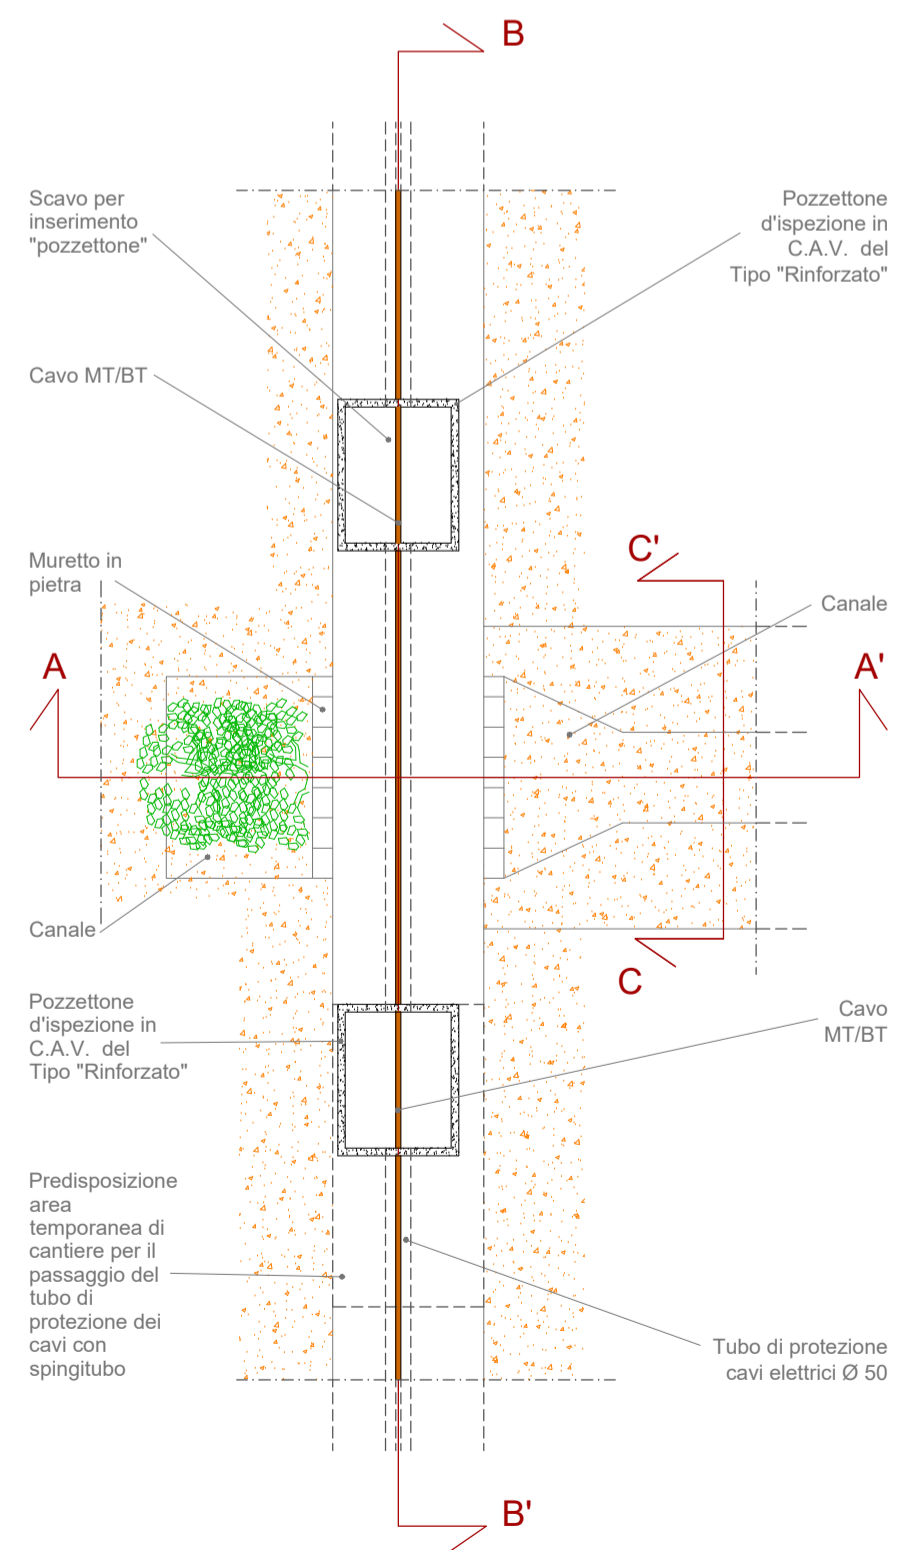 B
Scavo per
inserimento
"pozzettone"
Pozzettone
d'ispezione in
C.A.V. del
Tipo "Rinforzato"
Cavo MT/BT
C'
Muretto in
pietra
Canale
A
A'
Canale
C
Pozzettone
d'ispezione in
C.A.V. del
Tipo "Rinforzato"
Cavo
MT/BT
Predisposizione
area
temporanea di
cantiere per il
passaggio del
tubo di
protezione dei
cavi con
spingitubo
Tubo di protezione
cavi elettrici Ø 50
B'